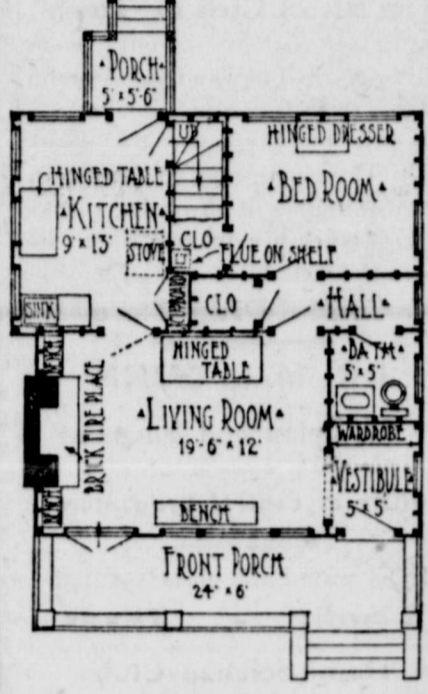 PORCH
5' x 5'-6"
UP
HINGED DRESSER
HINGED TABLE
BED ROOM
KITCHEN
9' x 13'
STOVE
CLO
FLUE ON SHELF
SINK
CLO
HALL
BENCH
HINGED
TABLE
BATH
5' x 5'
BRICK FIRE PLACE
LIVING ROOM
19'-6" x 12'
WARDROBE
VESTIBULE
5' x 5'
BENCH
BENCH
FRONT PORCH
24' x 6'